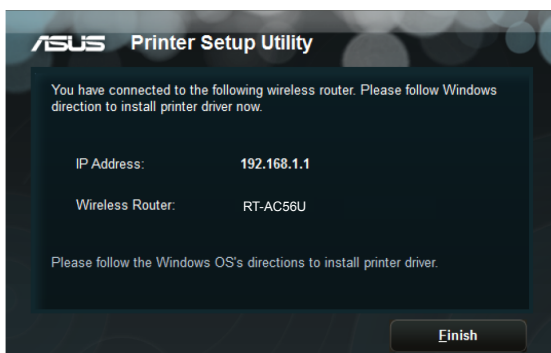 ASUS Printer Setup Utility
You have connected to the following wireless router. Please follow Windows
direction to install printer driver now.
IP Address: 192.168.1.1
Wireless Router: RT-AC56U
Please follow the Windows OS's directions to install printer driver.
Finish